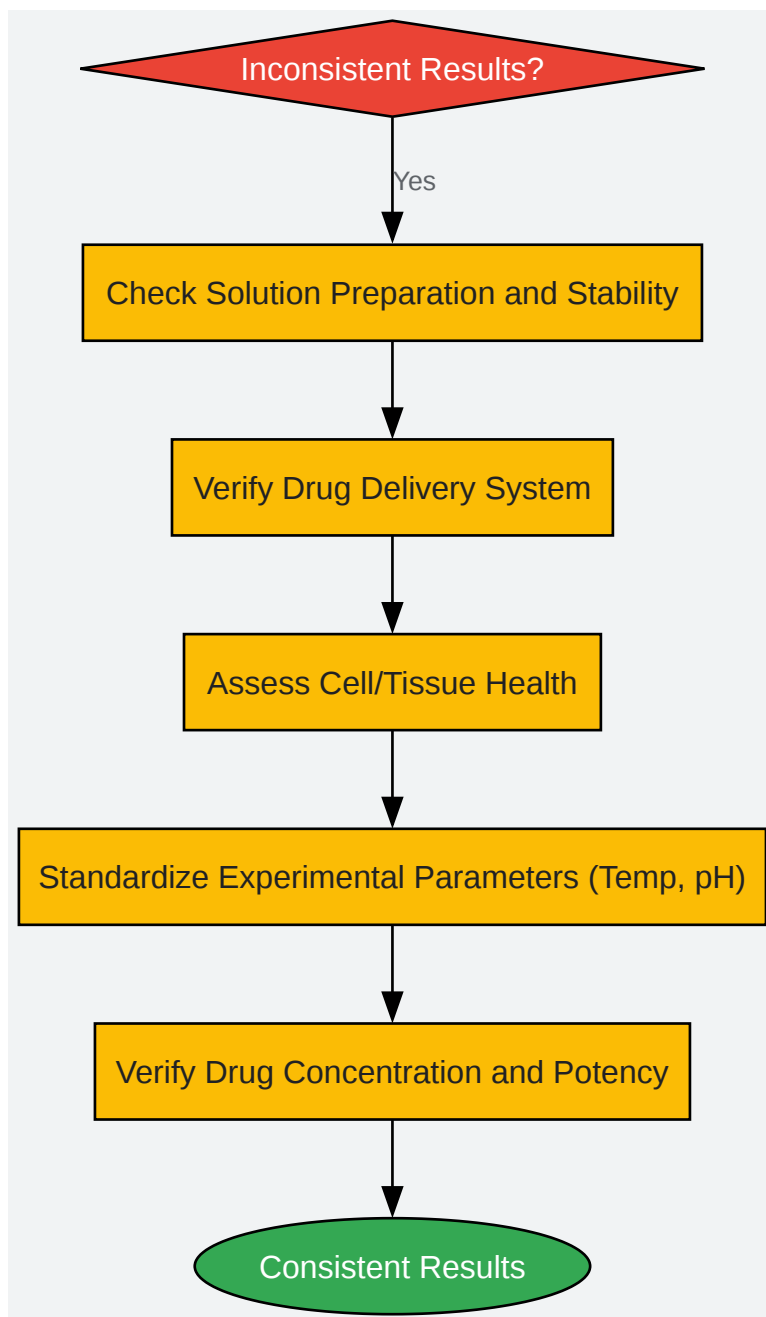 Inconsistent Results?
Yes
Check Solution Preparation and Stability
Verify Drug Delivery System
Assess Cell/Tissue Health
Standardize Experimental Parameters (Temp, pH)
Verify Drug Concentration and Potency
Consistent Results